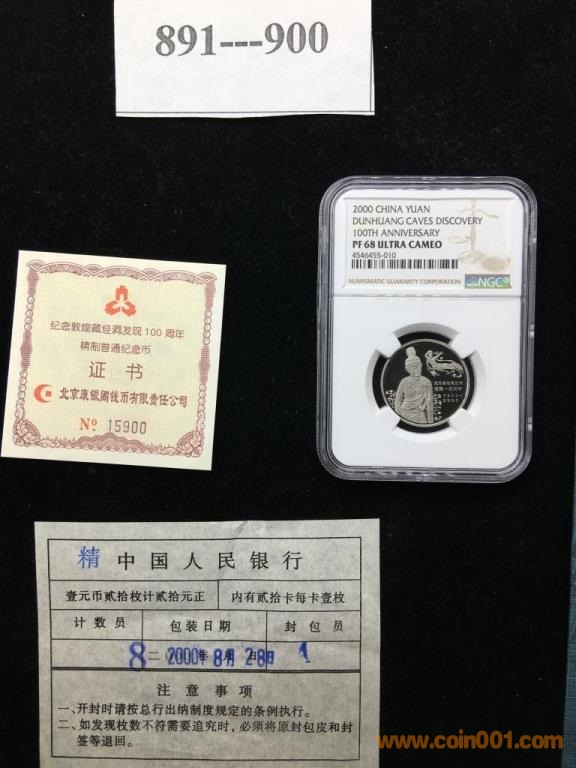 891---900
2000 CHINA YUAN
DUNHUANG CAVES DISCOVERY
100TH ANNIVERSARY
PF 68 ULTRA CAMEO
4546455-010
NUMISMATIC GUARANTY CORPORATION
NGC
纪念敦煌藏经洞发现100周年
精制普通纪念币
证书
北京康银阁钱币有限责任公司
Nº 15900
1900-
2000
精 中国人民银行
壹元币贰拾枚计贰拾元正 内有贰拾卡每卡壹枚
计数员 包装日期 封包员
8 二 2000年 8月 28日 1
注意事项
一、开封时请按总行出纳制度规定的条例执行。
二、如发现枚数不符需要追究时,必须将原封包皮和封
签等退回。
www.coin001.com